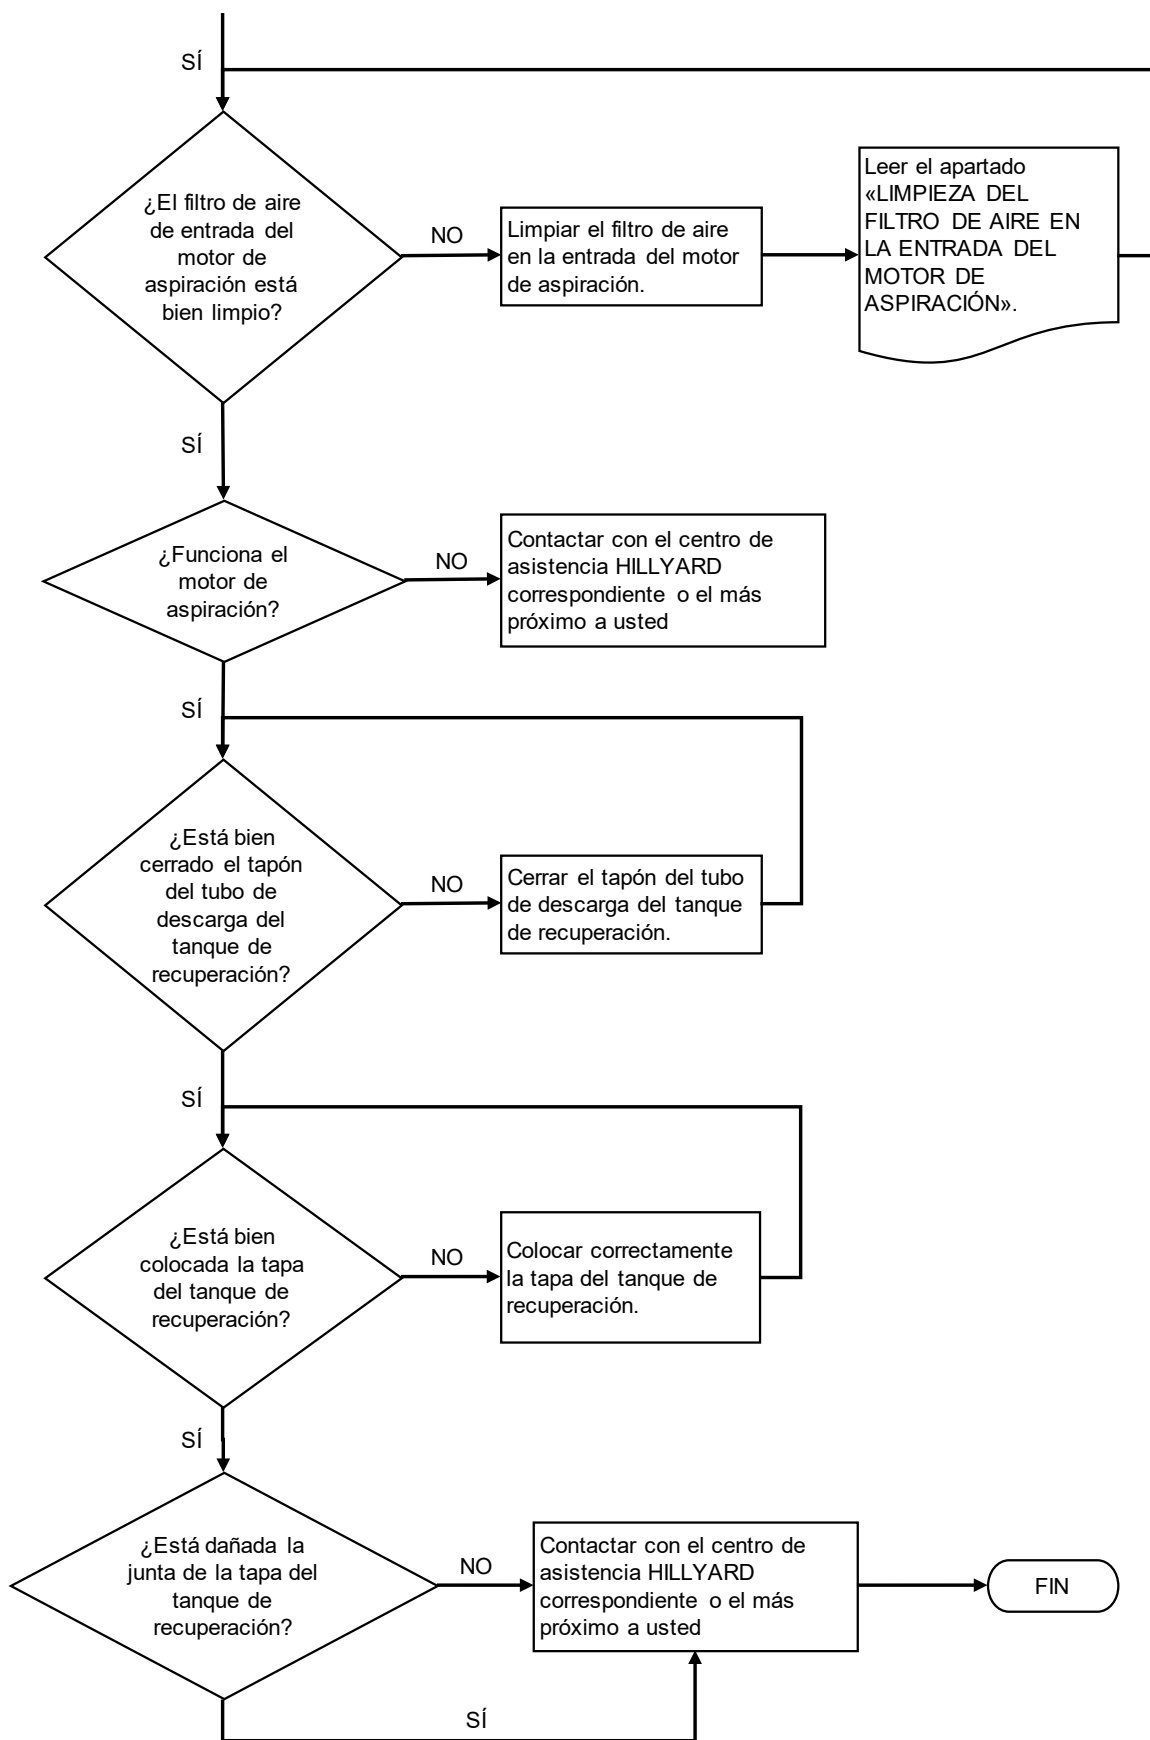 SÍ
¿El filtro de aire
de entrada del
motor de
aspiración está
bien limpio?
NO
Limpiar el filtro de aire
en la entrada del motor
de aspiración.
Leer el apartado
«LIMPIEZA DEL
FILTRO DE AIRE EN
LA ENTRADA DEL
MOTOR DE
ASPIRACIÓN».
SÍ
¿Funciona el
motor de
aspiración?
NO
Contactar con el centro de
asistencia HILLYARD
correspondiente o el más
próximo a usted
SÍ
¿Está bien
cerrado el tapón
del tubo de
descarga del
tanque de
recuperación?
NO
Cerrar el tapón del tubo
de descarga del tanque
de recuperación.
SÍ
¿Está bien
colocada la tapa
del tanque de
recuperación?
NO
Colocar correctamente
la tapa del tanque de
recuperación.
SÍ
¿Está dañada la
junta de la tapa del
tanque de
recuperación?
NO
Contactar con el centro de
asistencia HILLYARD
correspondiente o el más
próximo a usted
FIN
SÍ